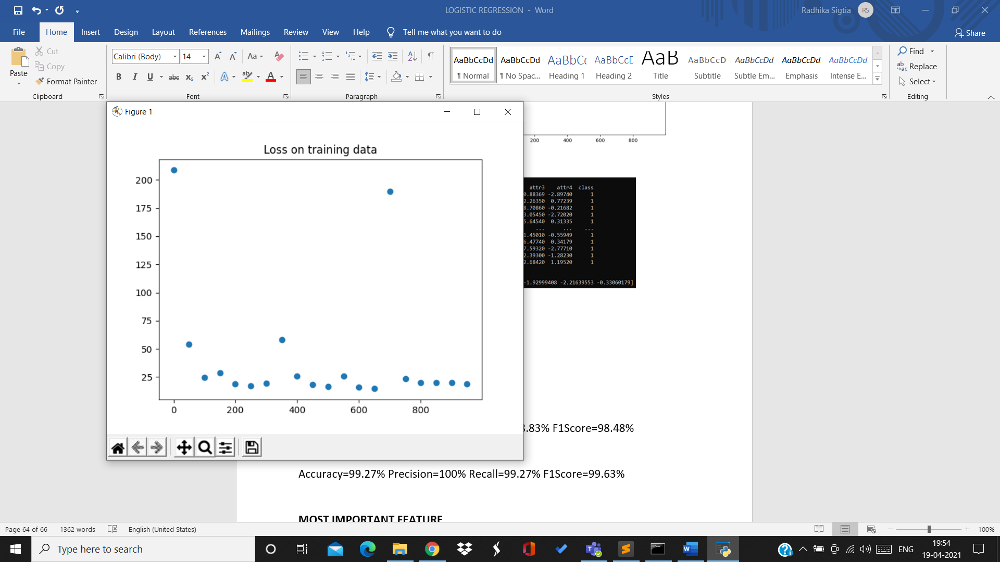 LOGISTIC REGRESSION - Word
Radhika Sigtia
RS
File Home Insert Design Layout References Mailings Review View Help Tell me what you want to do
Share
Paste
Cut
Copy
Format Painter
Clipboard
Calibri (Body) 14
Aa
B I U abc x₂ x² A ab A
Font
Paragraph
AaBbCcDd AaBbCcDd AaBbCc AaBbCcD AaB AaBbCcD AaBbCcDd AaBbCcDd AaBbCcDd
¶ Normal ¶ No Spac... Heading 1 Heading 2 Title Subtitle Subtle Em... Emphasis Intense E...
Styles
Find
Replace
Select
Editing
Figure 1
Loss on training data
200
175
150
125
100
75
50
25
0 200 400 600 800
200 400 600 800
attr3 attr4 class
0.88369 -2.89740 1
2.26350 0.77239 1
8.70860 -0.21682 1
3.05450 -2.72020 1
5.64540 0.31335 1
... ... ...
1.45010 -0.55949 1
6.47740 0.34179 1
7.59320 -2.77710 1
2.39300 -1.28230 1
2.68420 1.19520 1
-1.92999408 -2.21639553 -0.33060179]
.83% F1Score=98.48%
Accuracy=99.27% Precision=100% Recall=99.27% F1Score=99.63%
MOST IMPORTANT FEATURE
Page 64 of 66 1362 words English (United States)
100%
Type here to search
ENG
19:54
19-04-2021